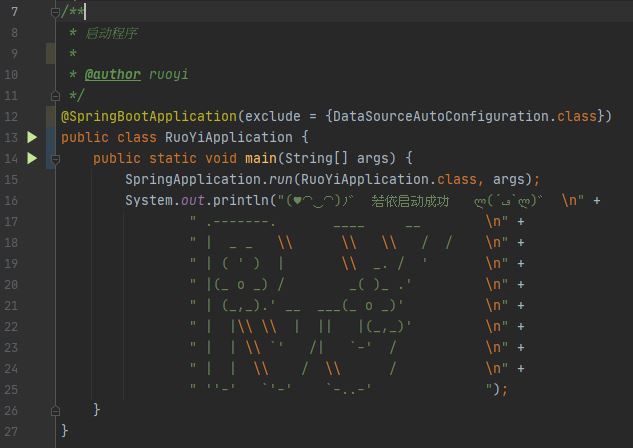 7 /**
8 * 启动程序
9 *
10 * @author ruoyi
11 */
12 @SpringBootApplication(exclude = {DataSourceAutoConfiguration.class})
13 public class RuoYiApplication {
14     public static void main(String[] args) {
15         SpringApplication.run(RuoYiApplication.class, args);
16         System.out.println("(♥◠‿◠)ノ゙  若依启动成功   ლ(´ڡ`ლ)゙  \n" +
17                 " .-------.       ____     __        \n" +
18                 " |  _ _   \\      \\   \\   /  /    \n" +
19                 " | ( ' )  |       \\  _. /  '       \n" +
20                 " |(_ o _) /        _( )_ .'         \n" +
21                 " | (_,_).' __  ___(_ o _)'          \n" +
22                 " |  |\\ \\  |  ||   |(_,_)'         \n" +
23                 " |  | \\ `'   /|   `-'  /           \n" +
24                 " |  |  \\    /  \\      /           \n" +
25                 " ''-'   `'-'    `-..-'              ");
26     }
27 }